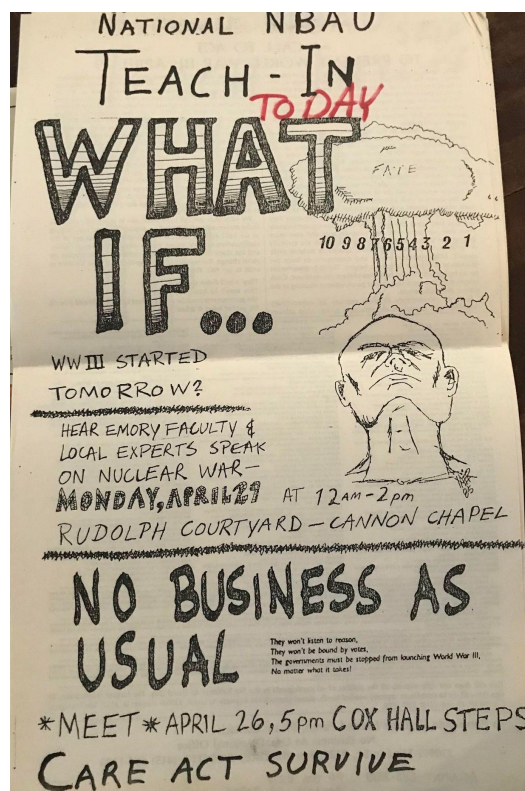 NATIONAL NBAU
TEACH-IN
TODAY
WHAT
IF...
FATE
10 9 8 7 6 5 4 3 2 1
WW III STARTED
TOMORROW?
HEAR EMORY FACULTY &
LOCAL EXPERTS SPEAK
ON NUCLEAR WAR—
MONDAY, APRIL 29 AT 12AM-2PM
RUDOLPH COURTYARD — CANNON CHAPEL
NO BUSINESS AS
USUAL
They won't listen to reason,
They won't be bound by votes,
The governments must be stopped from launching World War III,
No matter what it takes!
*MEET* APRIL 26, 5pm COX HALL STEPS
CARE ACT SURVIVE